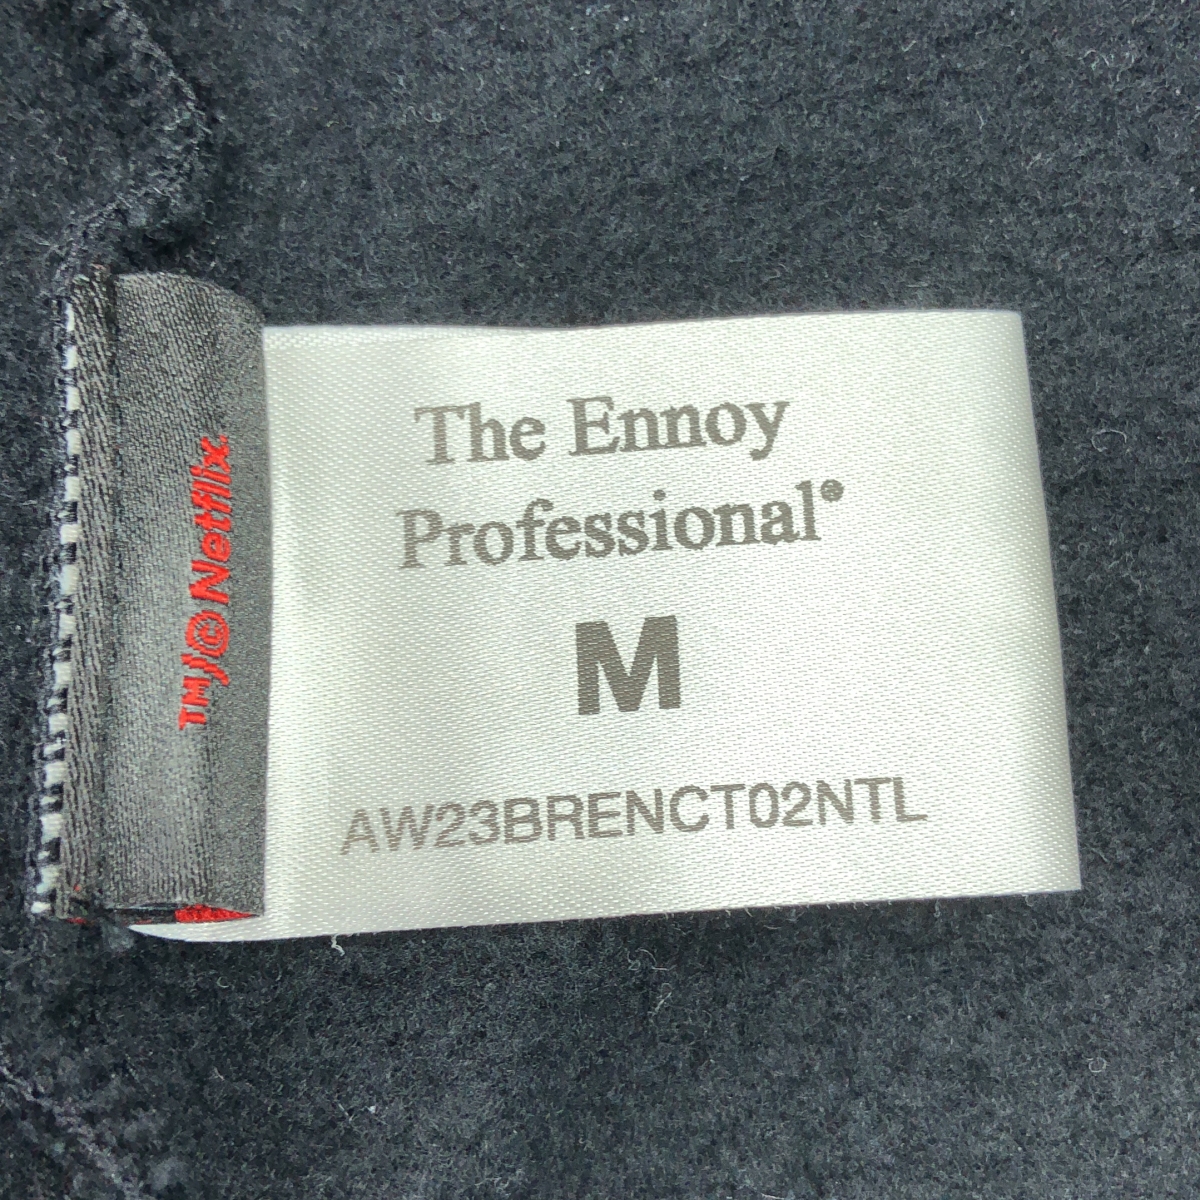 The Ennoy
Professional®
M
AW23BRENCT02NTL
TM/© Netflix.